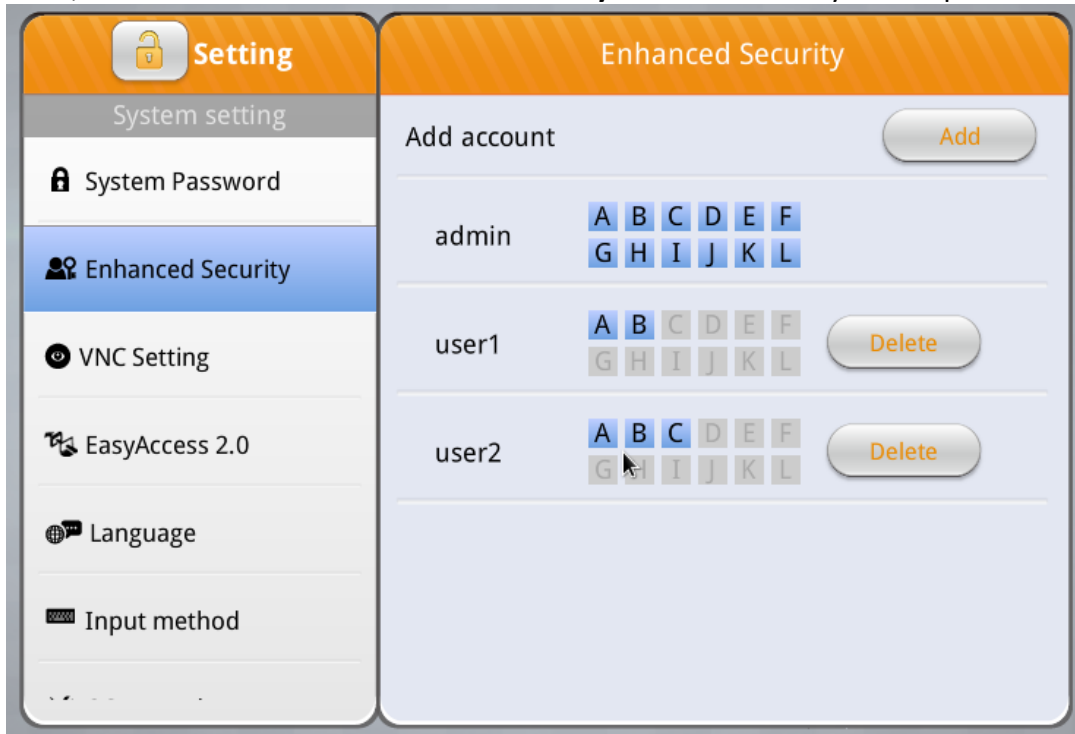 Setting
System setting
System Password
Enhanced Security
VNC Setting
EasyAccess 2.0
Language
Input method
Enhanced Security
Add account
Add
admin
A B C D E F
G H I J K L
user1
A B C D E F
G H I J K L
Delete
user2
A B C D E F
G H I J K L
Delete